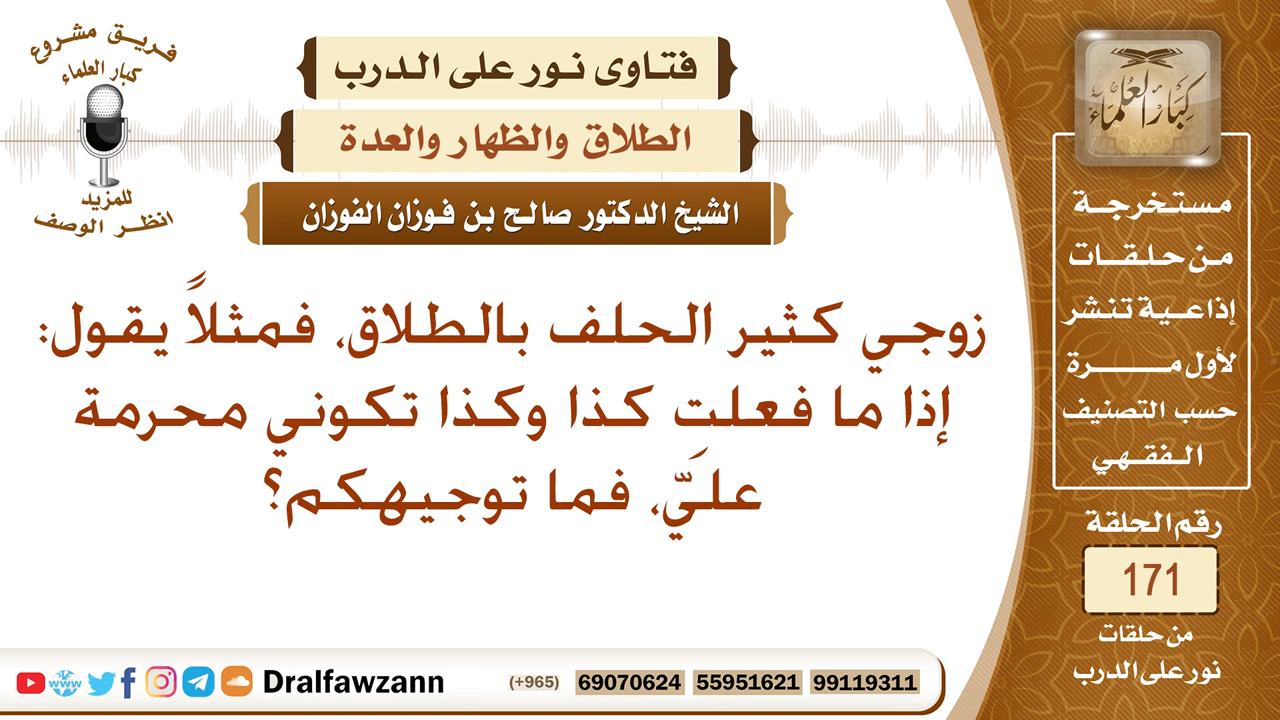 فريق مشروع
كبار العلماء
للمزيد
انظر الوصف
فتاوى نور على الدرب
الطلاق والظهار والعدة
الشيخ الدكتور صالح بن فوزان الفوزان
زوجي كثير الحلف بالطلاق، فمثلاً يقول:
إذا ما فعلت كذا وكذا تكوني محرمة
عليَّ، فما توجيهكم؟
كبار العلماء
مستخرجة
من حلقات
إذاعية تنشر
لأول مرة
حسب التصنيف
الفقهي
رقم الحلقة
171
من حلقات
نور على الدرب
www Dralfawzann (+965) 69070624 55951621 99119311